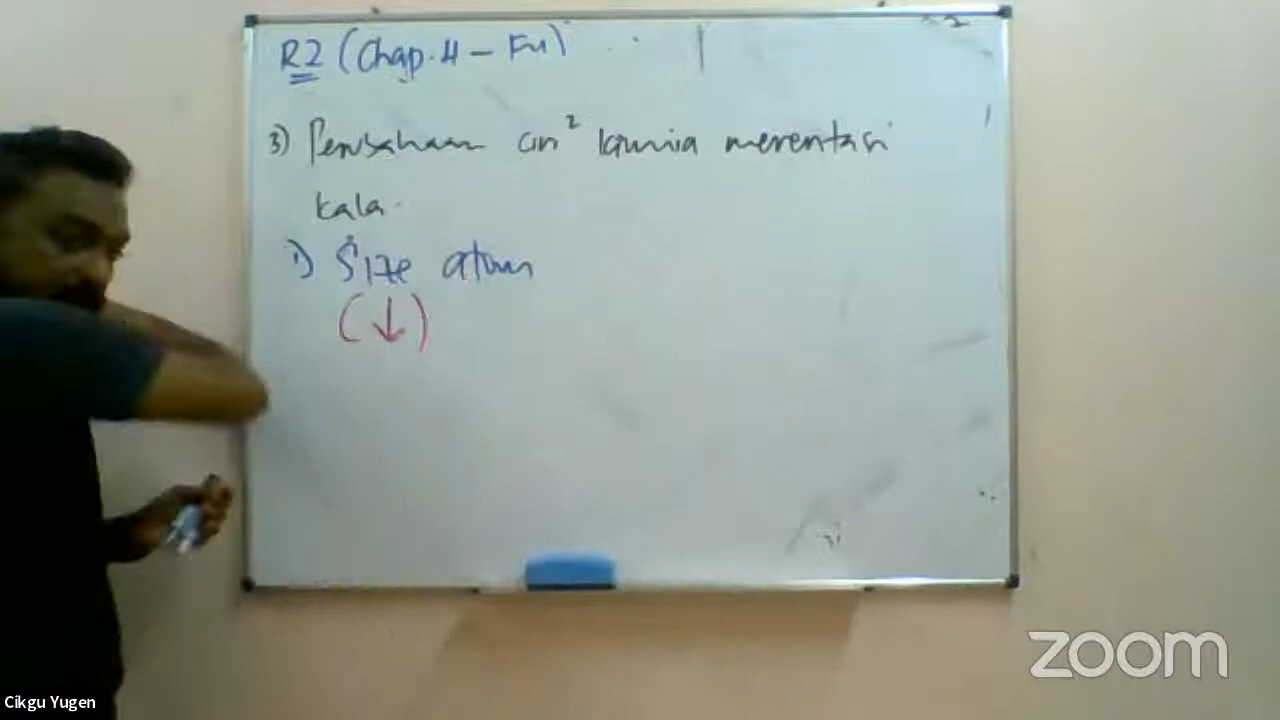 R2 (Chap.4 – F4)
3) Perubahan ciri² kimia merentasi
kala.
1) Size atom
(↓)
zoom
Cikgu Yugen